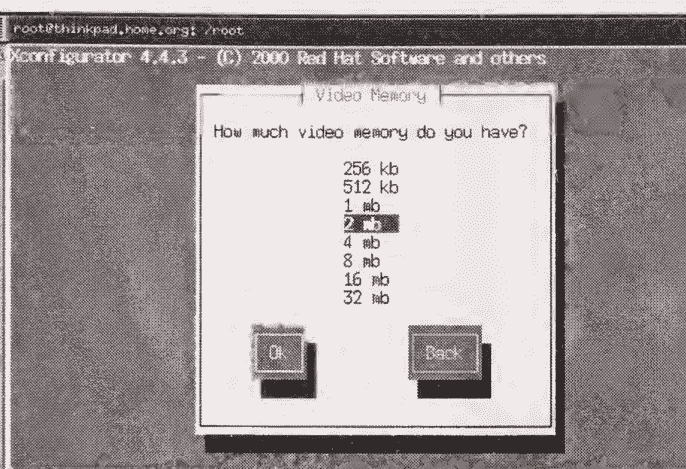 root@thinkpad.home.org: /root
Xconfigurator 4.4.3 - (C) 2000 Red Hat Software and others
Video Memory
How much video memory do you have?
256 kb
512 kb
1 mb
2 mb
4 mb
8 mb
16 mb
32 mb
Ok
Back